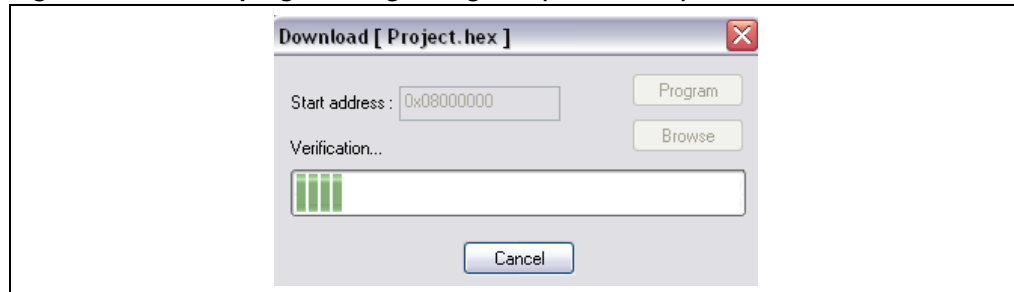 Download [ Project.hex ]
Start address : 0x08000000
Program
Verification...
Browse
Cancel